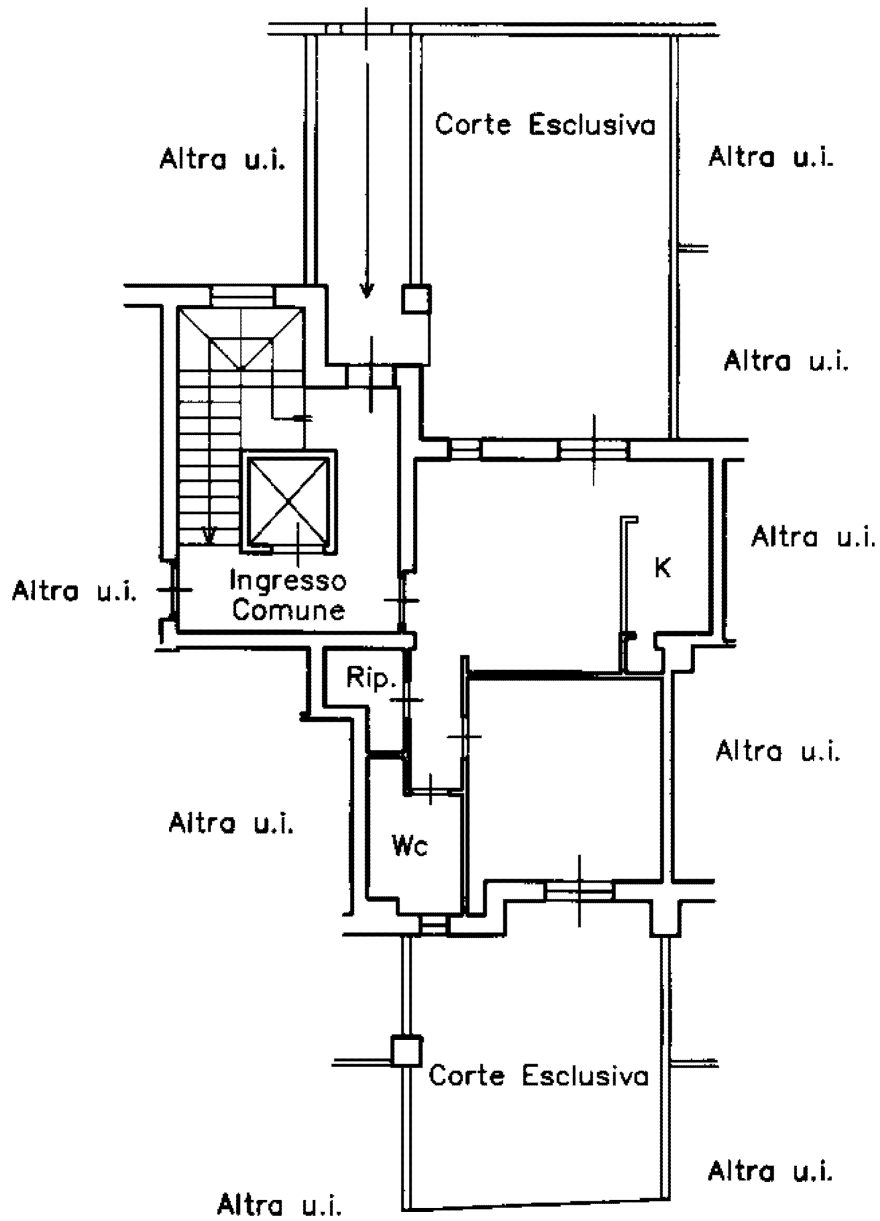 Corte Esclusiva
Altra u.i.
Altra u.i.
Altra u.i.
Altra u.i.
K
Altra u.i.
Ingresso
Comune
Rip.
Altra u.i.
Altra u.i.
Wc
Corte Esclusiva
Altra u.i.
Altra u.i.